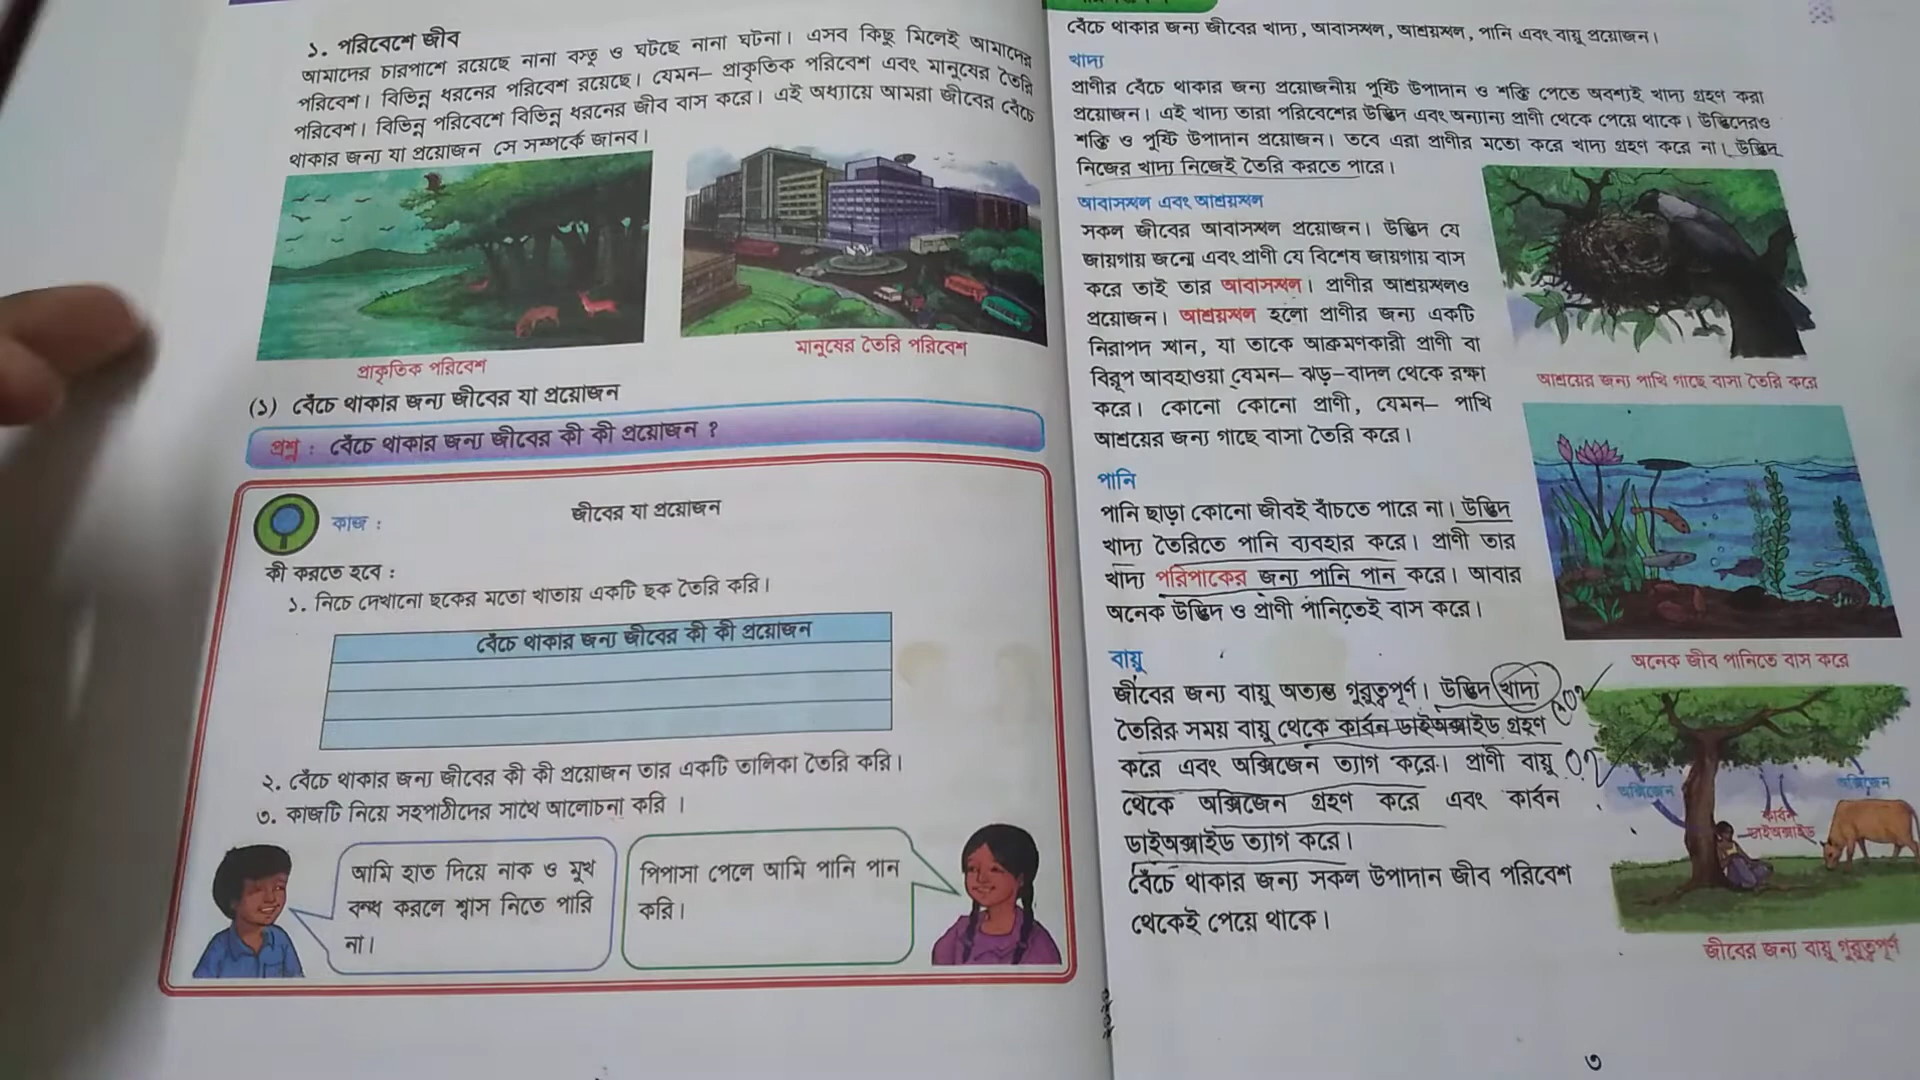 ১. পরিবেশে জীব
আমাদের চারপাশে রয়েছে নানা বস্তু ও ঘটছে নানা ঘটনা। এসব কিছু মিলেই আমাদের
পরিবেশ। বিভিন্ন ধরনের পরিবেশ রয়েছে। যেমন– প্রাকৃতিক পরিবেশ এবং মানুষের তৈরি
পরিবেশ। বিভিন্ন পরিবেশে বিভিন্ন ধরনের জীব বাস করে। এই অধ্যায়ে আমরা জীবের বেঁচে
থাকার জন্য যা প্রয়োজন সে সম্পর্কে জানব।
প্রাকৃতিক পরিবেশ
মানুষের তৈরি পরিবেশ
(১) বেঁচে থাকার জন্য জীবের যা প্রয়োজন
প্রশ্ন : বেঁচে থাকার জন্য জীবের কী কী প্রয়োজন ?
কাজ :
জীবের যা প্রয়োজন
কী করতে হবে :
১. নিচে দেখানো ছকের মতো খাতায় একটি ছক তৈরি করি।
বেঁচে থাকার জন্য জীবের কী কী প্রয়োজন
২. বেঁচে থাকার জন্য জীবের কী কী প্রয়োজন তার একটি তালিকা তৈরি করি।
৩. কাজটি নিয়ে সহপাঠীদের সাথে আলোচনা করি ।
আমি হাত দিয়ে নাক ও মুখ
বন্ধ করলে শ্বাস নিতে পারি
না।
পিপাসা পেলে আমি পানি পান
করি।
বেঁচে থাকার জন্য জীবের খাদ্য, আবাসস্থল, আশ্রয়স্থল, পানি এবং বায়ু প্রয়োজন।
খাদ্য
প্রাণীর বেঁচে থাকার জন্য প্রয়োজনীয় পুষ্টি উপাদান ও শক্তি পেতে অবশ্যই খাদ্য গ্রহণ করা
প্রয়োজন। এই খাদ্য তারা পরিবেশের উদ্ভিদ এবং অন্যান্য প্রাণী থেকে পেয়ে থাকে। উদ্ভিদেরও
শক্তি ও পুষ্টি উপাদান প্রয়োজন। তবে এরা প্রাণীর মতো করে খাদ্য গ্রহণ করে না। উদ্ভিদ
নিজের খাদ্য নিজেই তৈরি করতে পারে।
আবাসস্থল এবং আশ্রয়স্থল
সকল জীবের আবাসস্থল প্রয়োজন। উদ্ভিদ যে
জায়গায় জন্মে এবং প্রাণী যে বিশেষ জায়গায় বাস
করে তাই তার আবাসস্থল। প্রাণীর আশ্রয়স্থলও
প্রয়োজন। আশ্রয়স্থল হলো প্রাণীর জন্য একটি
নিরাপদ স্থান, যা তাকে আক্রমণকারী প্রাণী বা
বিরূপ আবহাওয়া যেমন– ঝড়–বাদল থেকে রক্ষা
করে। কোনো কোনো প্রাণী, যেমন– পাখি
আশ্রয়ের জন্য গাছে বাসা তৈরি করে।
আশ্রয়ের জন্য পাখি গাছে বাসা তৈরি করে
পানি
পানি ছাড়া কোনো জীবই বাঁচতে পারে না। উদ্ভিদ
খাদ্য তৈরিতে পানি ব্যবহার করে। প্রাণী তার
খাদ্য পরিপাকের জন্য পানি পান করে। আবার
অনেক উদ্ভিদ ও প্রাণী পানিতেই বাস করে।
অনেক জীব পানিতে বাস করে
বায়ু
জীবের জন্য বায়ু অত্যন্ত গুরুত্বপূর্ণ। উদ্ভিদ খাদ্য
তৈরির সময় বায়ু থেকে কার্বন ডাইঅক্সাইড গ্রহণ
করে এবং অক্সিজেন ত্যাগ করে। প্রাণী বায়ু
থেকে অক্সিজেন গ্রহণ করে এবং কার্বন
ডাইঅক্সাইড ত্যাগ করে।
বেঁচে থাকার জন্য সকল উপাদান জীব পরিবেশ
থেকেই পেয়ে থাকে।
অক্সিজেন
অক্সিজেন
কার্বন
ডাইঅক্সাইড
জীবের জন্য বায়ু গুরুত্বপূর্ণ
৩